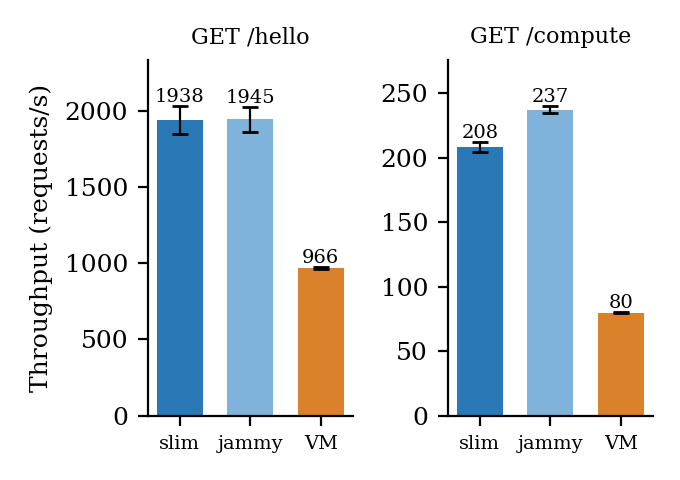 GET /hello
Throughput (requests/s)
2000
1500
1000
500
0
1938
1945
966
slim
jammy
VM
GET /compute
250
200
150
100
50
0
208
237
80
slim
jammy
VM